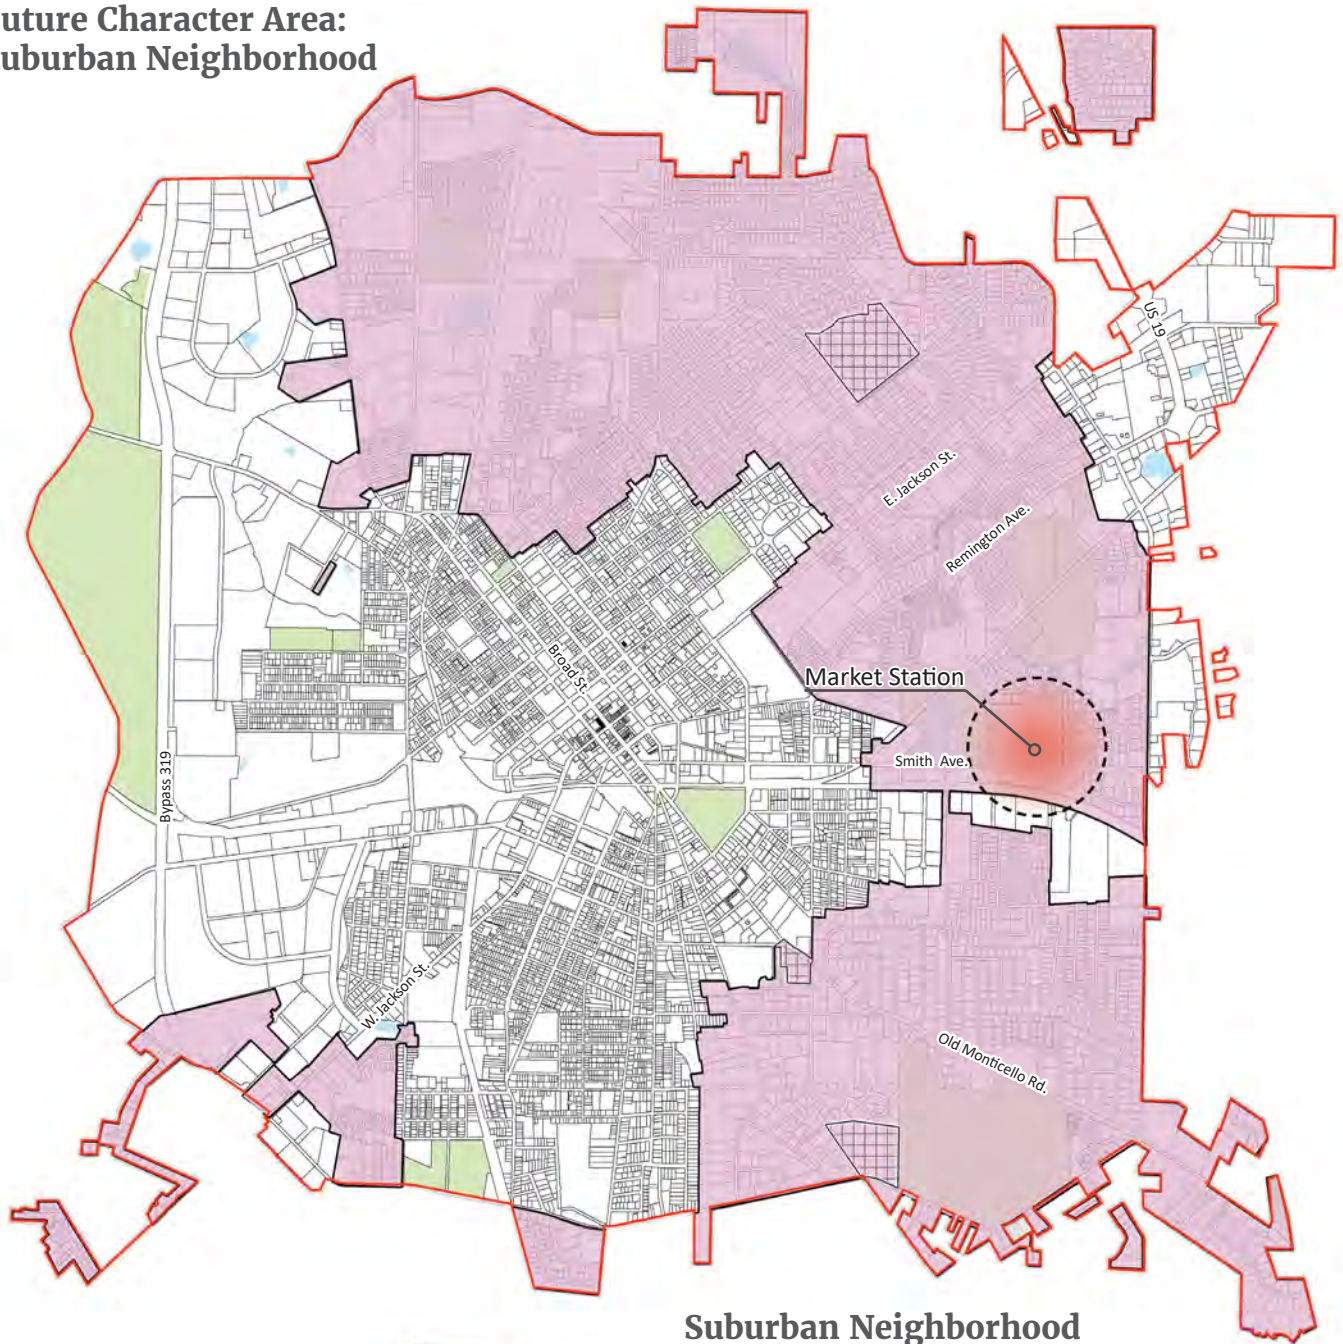 uture Character Area:
uburban Neighborhood
US 19
E. Jackson St.
Remington Ave.
Broad St.
Market Station
Smith Ave.
Bypass 319
W. Jackson St.
Old Monticello Rd.
Suburban Neighborhood